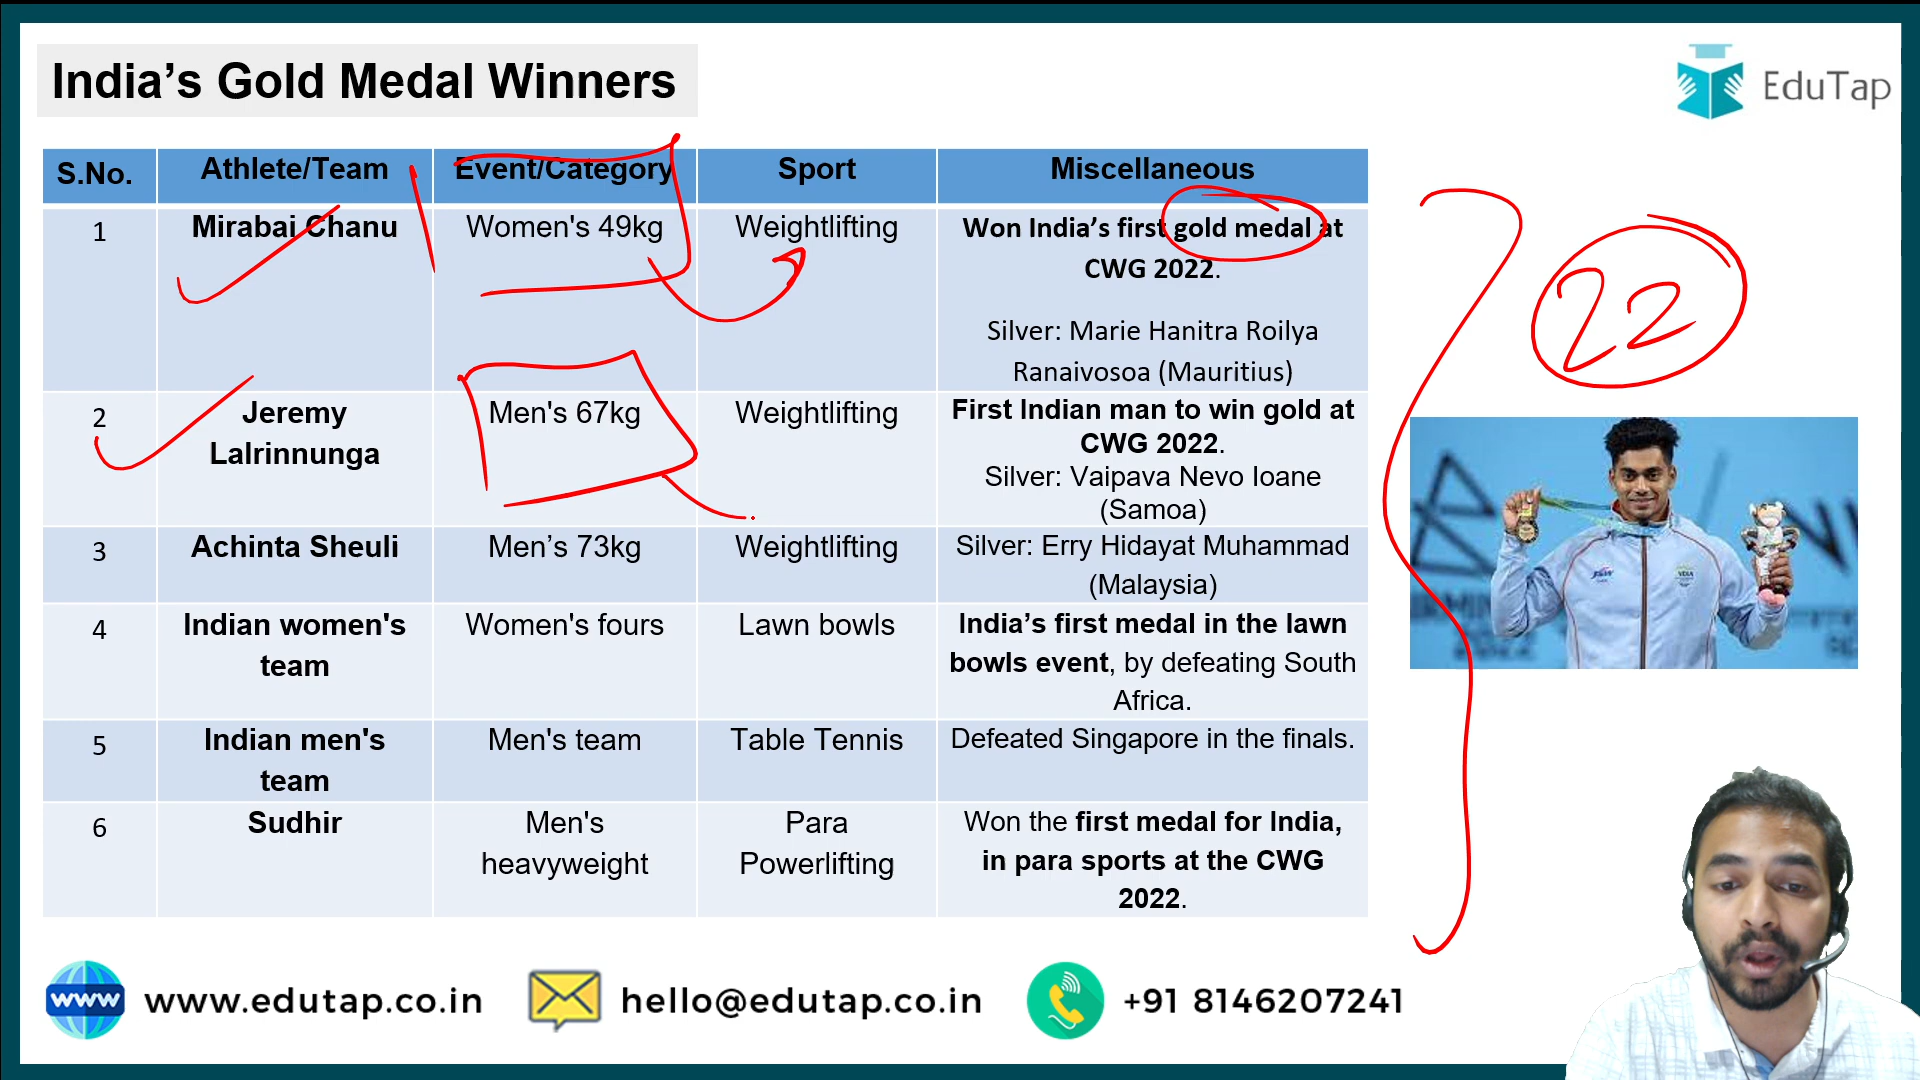 India’s Gold Medal Winners
EduTap
S.No. Athlete/Team Event/Category Sport Miscellaneous
1 Mirabai Chanu Women's 49kg Weightlifting Won India’s first gold medal at
CWG 2022.
Silver: Marie Hanitra Roilya
Ranaivosoa (Mauritius)
2 Jeremy Men's 67kg Weightlifting First Indian man to win gold at
Lalrinnunga CWG 2022.
Silver: Vaipava Nevo Ioane
(Samoa)
3 Achinta Sheuli Men’s 73kg Weightlifting Silver: Erry Hidayat Muhammad
(Malaysia)
4 Indian women's Women's fours Lawn bowls India’s first medal in the lawn
team bowls event, by defeating South
Africa.
5 Indian men's Men's team Table Tennis Defeated Singapore in the finals.
team
6 Sudhir Men's Para Won the first medal for India,
heavyweight Powerlifting in para sports at the CWG
2022.
22
www www.edutap.co.in hello@edutap.co.in +91 8146207241